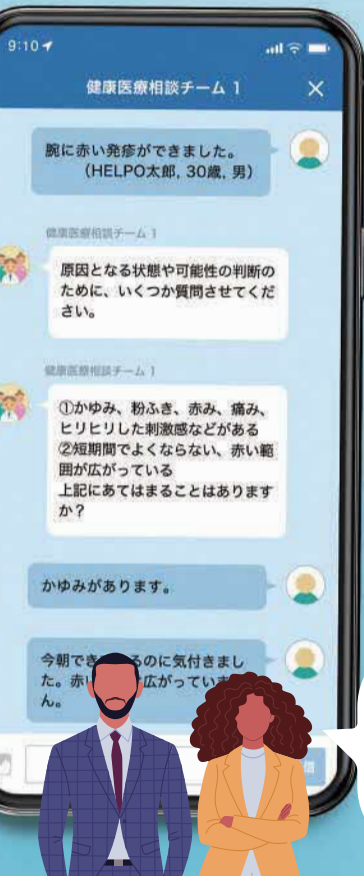 9:10
健康医療相談チーム 1
腕に赤い発疹ができました。
（HELPO太郎, 30歳, 男）
健康医療相談チーム 1
原因となる状態や可能性の判断の
ために、いくつか質問させてくだ
さい。
健康医療相談チーム 1
①かゆみ、粉ふき、赤み、痛み、
ヒリヒリした刺激感などがある
②短期間でよくならない、赤い範
囲が広がっている
上記にあてはまることはあります
か？
かゆみがあります。
今朝でき るのに気付きまし
た。赤 広がっていま
ん。
信